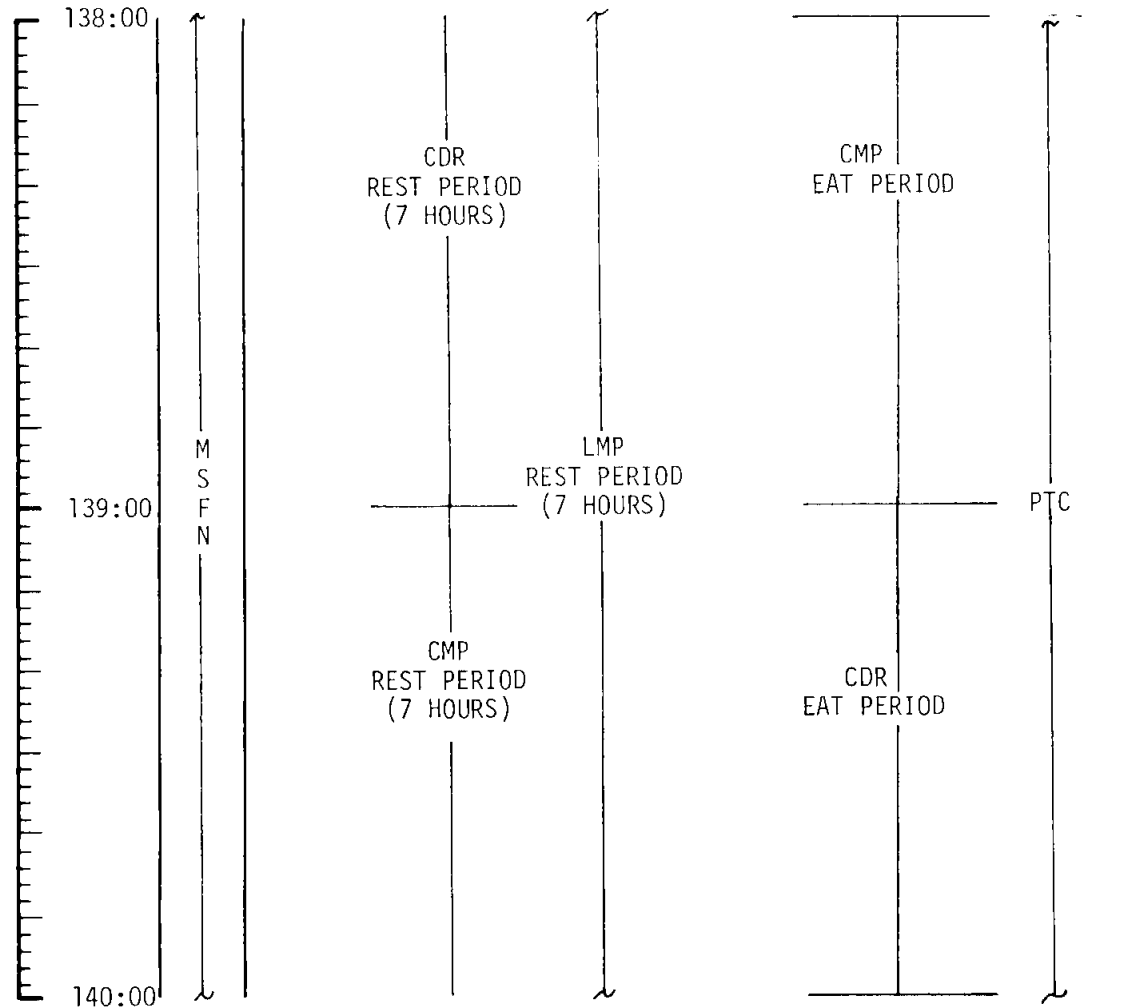 138:00
CDR
REST PERIOD
(7 HOURS)
CMP
EAT PERIOD
M
S
F
N
LMP
REST PERIOD
(7 HOURS)
139:00
PTC
CMP
REST PERIOD
(7 HOURS)
CDR
EAT PERIOD
140:00